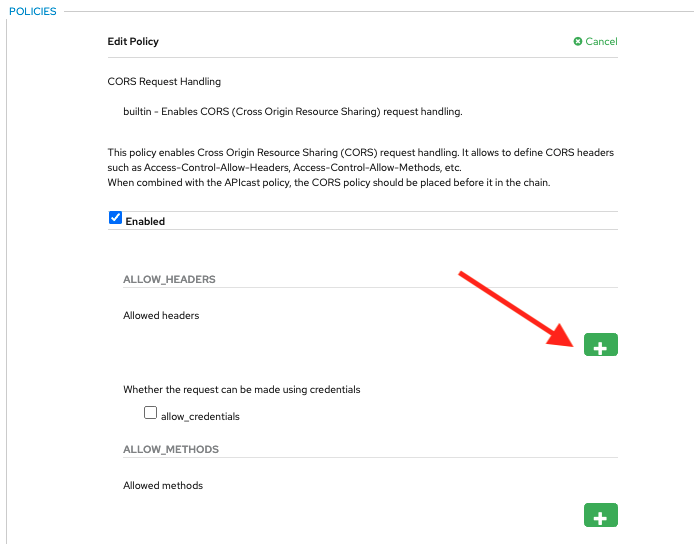 POLICIES
Edit Policy
Cancel
CORS Request Handling
builtin - Enables CORS (Cross Origin Resource Sharing) request handling.
This policy enables Cross Origin Resource Sharing (CORS) request handling. It allows to define CORS headers
such as Access-Control-Allow-Headers, Access-Control-Allow-Methods, etc.
When combined with the APIcast policy, the CORS policy should be placed before it in the chain.
Enabled
ALLOW_HEADERS
Allowed headers
Whether the request can be made using credentials
allow_credentials
ALLOW_METHODS
Allowed methods